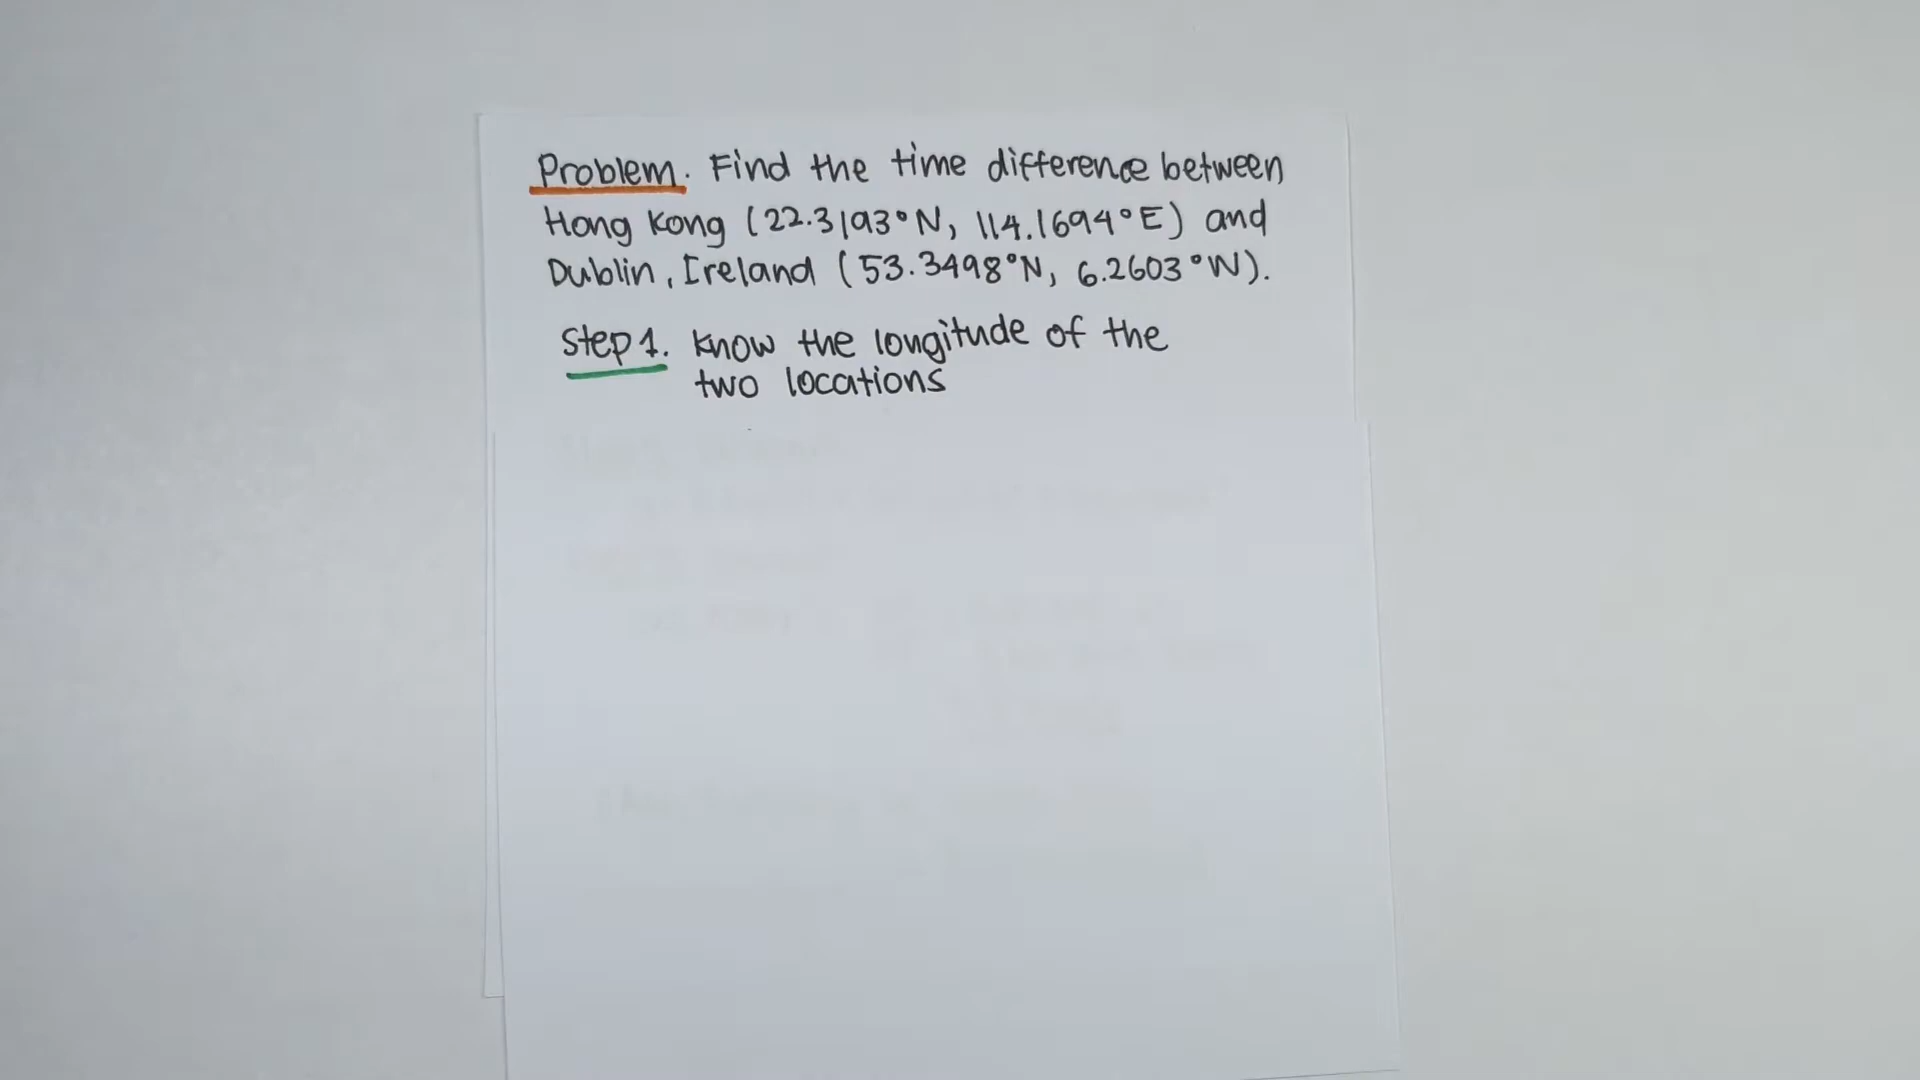 Problem. Find the time difference between
Hong Kong (22.3193°N, 114.1694°E) and
Dublin, Ireland (53.3498°N, 6.2603°W).
Step 1. Know the longitude of the
two locations